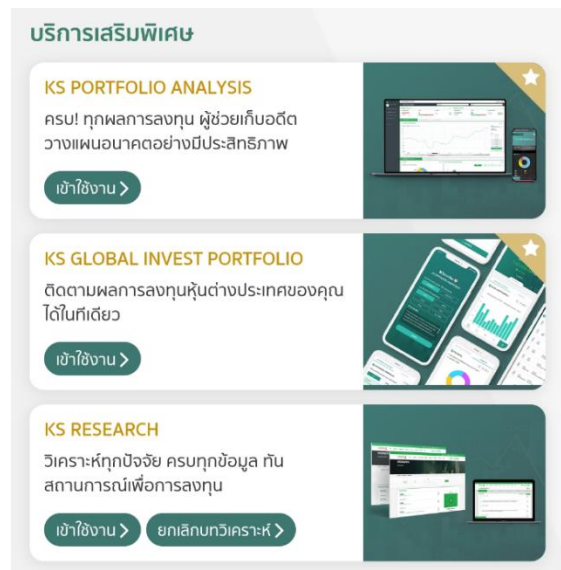 บริการเสริมพิเศษ
KS PORTFOLIO ANALYSIS
ครบ! ทุกผลการลงทุน ผู้ช่วยเก็บอดีต
วางแผนอนาคตอย่างมีประสิทธิภาพ
เข้าใช้งาน >
KS GLOBAL INVEST PORTFOLIO
ติดตามผลการลงทุนหุ้นต่างประเทศของคุณ
ได้ในทีเดียว
เข้าใช้งาน >
KS RESEARCH
วิเคราะห์ทุกปัจจัย ครบทุกข้อมูล ทัน
สถานการณ์เพื่อการลงทุน
เข้าใช้งาน > ยกเลิกบทวิเคราะห์ >